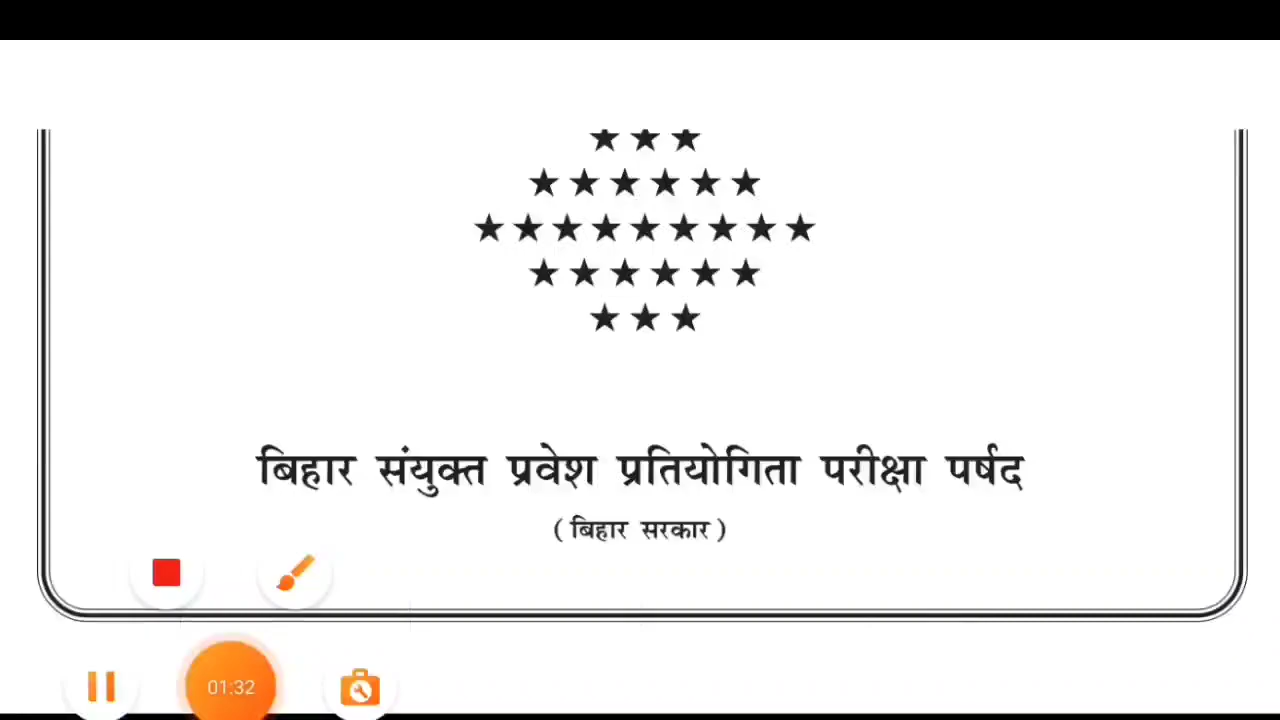 ★ ★ ★
★ ★ ★ ★ ★ ★
★ ★ ★ ★ ★ ★ ★ ★ ★
★ ★ ★ ★ ★ ★
★ ★ ★
बिहार संयुक्त प्रवेश प्रतियोगिता परीक्षा पर्षद
( बिहार सरकार )
01:32